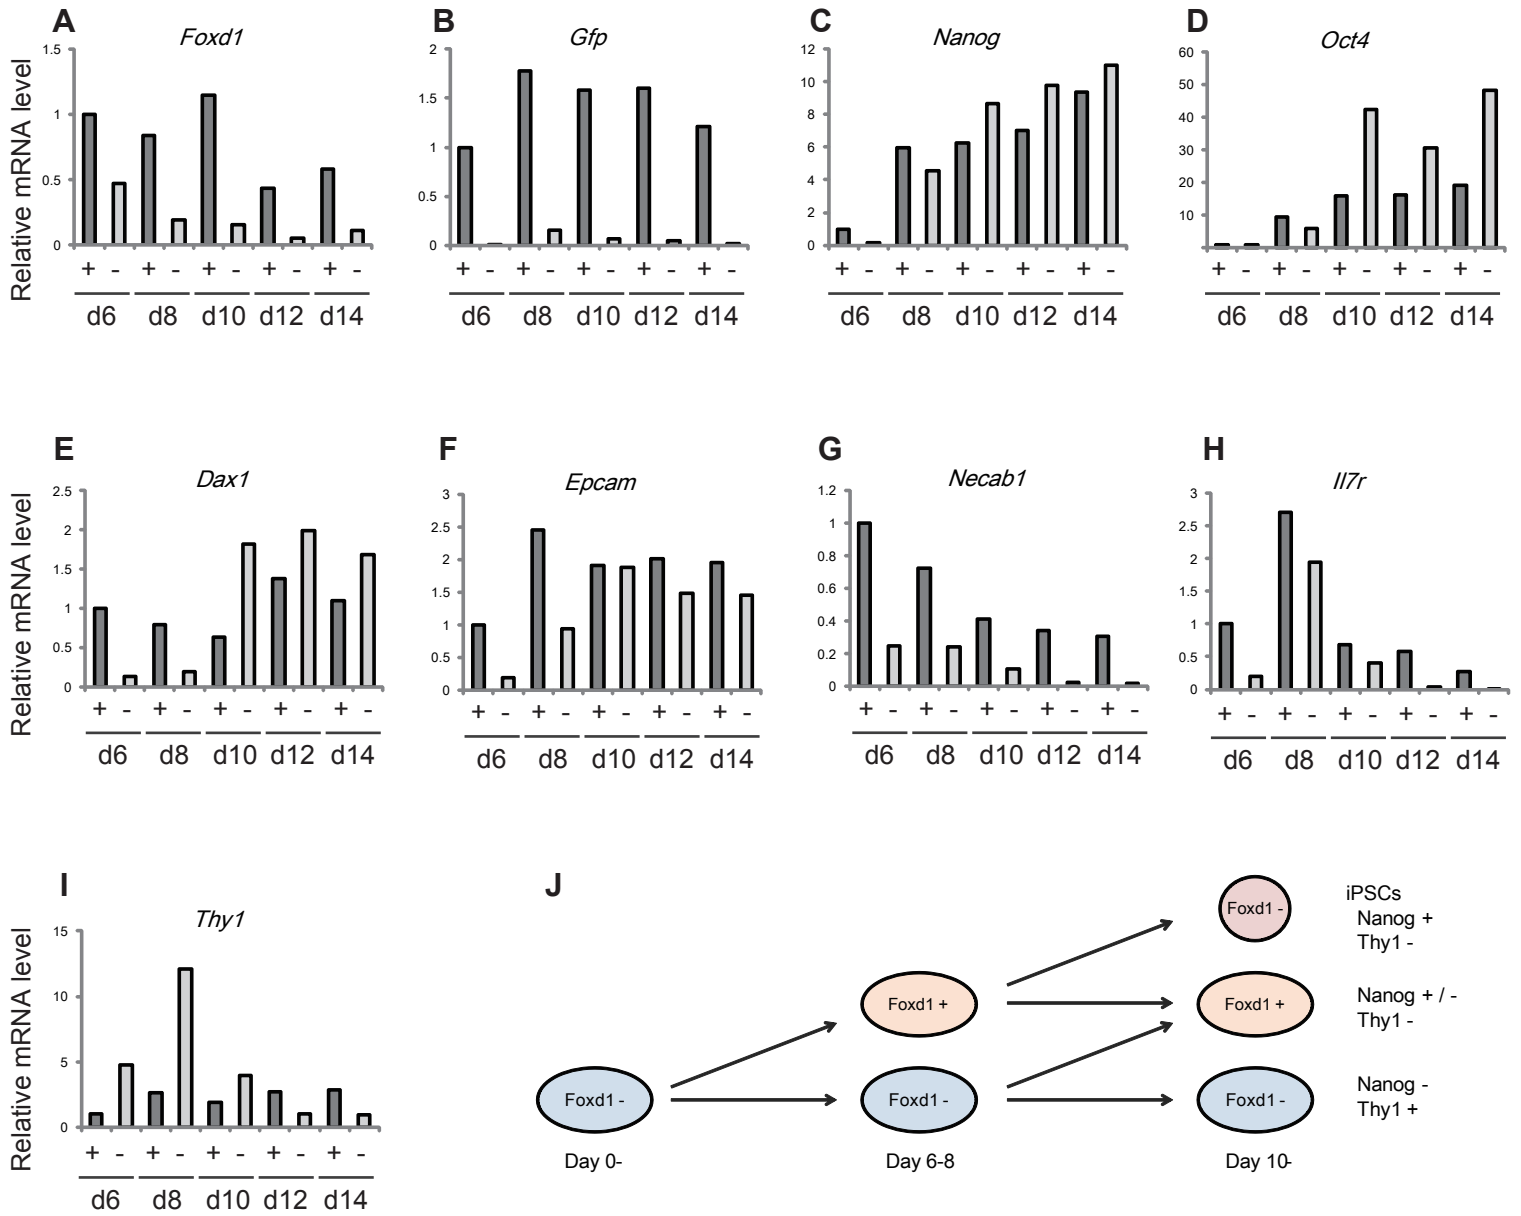 A
Foxd1
Relative mRNA level
1.5
1
0.5
0
+ - + - + - + - + -
d6 d8 d10 d12 d14
B
Gfp
2
1.5
1
0.5
0
+ - + - + - + - + -
d6 d8 d10 d12 d14
C
Nanog
12
10
8
6
4
2
0
+ - + - + - + - + -
d6 d8 d10 d12 d14
D
Oct4
60
50
40
30
20
10
+ - + - + - + - + -
d6 d8 d10 d12 d14
E
Dax1
Relative mRNA level
2.5
2
1.5
1
0.5
0
+ - + - + - + - + -
d6 d8 d10 d12 d14
F
Epcam
3
2.5
2
1.5
1
0.5
0
+ - + - + - + - + -
d6 d8 d10 d12 d14
G
Necab1
1.2
1
0.8
0.6
0.4
0.2
0
+ - + - + - + - + -
d6 d8 d10 d12 d14
H
Il7r
3
2.5
2
1.5
1
0.5
0
+ - + - + - + - + -
d6 d8 d10 d12 d14
I
Thy1
Relative mRNA level
15
10
5
0
+ - + - + - + - + -
d6 d8 d10 d12 d14
J
Foxd1 -
Foxd1 +
Foxd1 -
Foxd1 -
Foxd1 +
Foxd1 -
iPSCs
Nanog +
Thy1 -
Nanog + / -
Thy1 -
Nanog -
Thy1 +
Day 0-
Day 6-8
Day 10-